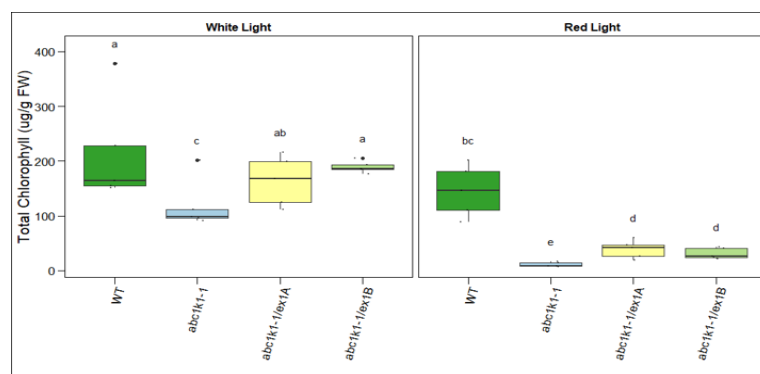 White Light
Red Light
Total Chlorophyll (ug/g FW)
400
300
200
100
0
a
c
ab
a
bc
e
d
d
WT
abc1k1-1
abc1k1-1/ex1A
abc1k1-1/ex1B
WT
abc1k1-1
abc1k1-1/ex1A
abc1k1-1/ex1B